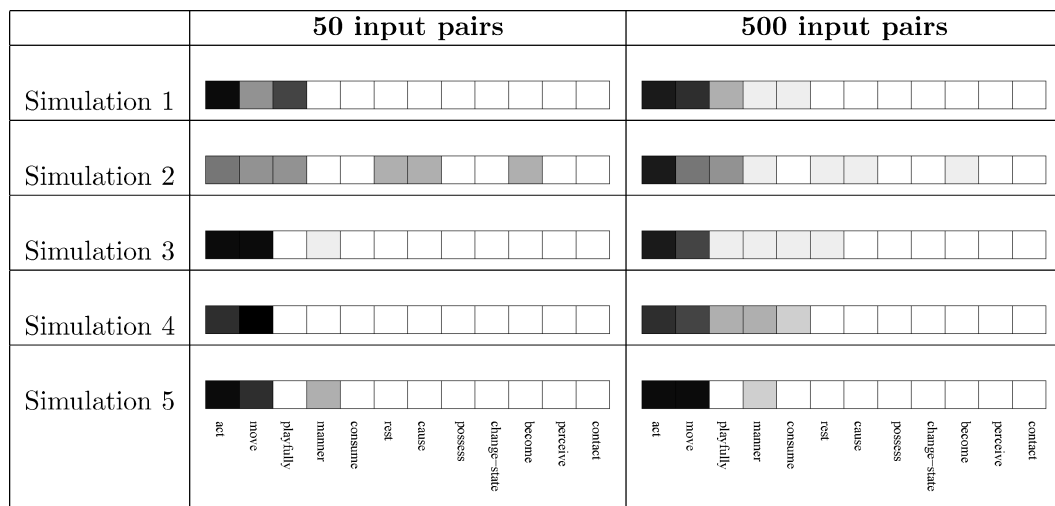 50 input pairs 500 input pairs
Simulation 1
Simulation 2
Simulation 3
Simulation 4
Simulation 5
act move playfully manner consume rest cause possess change−state become perceive contact act move playfully manner consume rest cause possess change−state become perceive contact